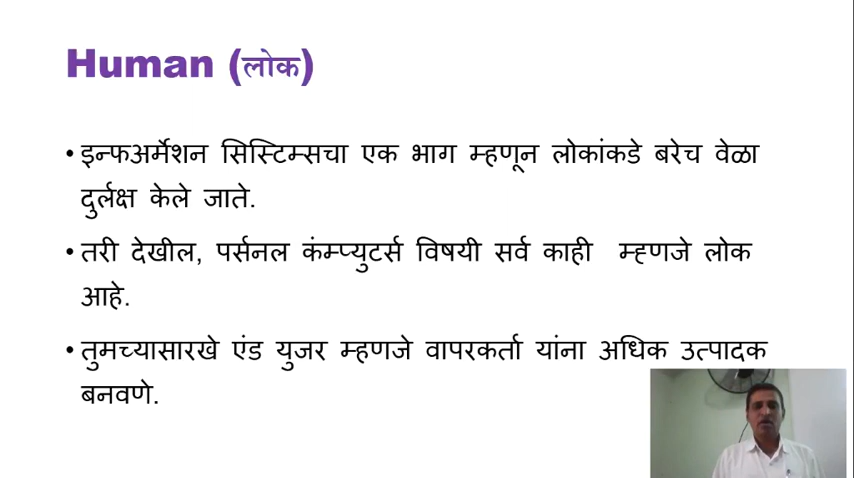 Human (लोक)
• इन्फअर्मेशन सिस्टिम्सचा एक भाग म्हणून लोकांकडे बरेच वेळा
दुर्लक्ष केले जाते.
• तरी देखील, पर्सनल कंम्प्युटर्स विषयी सर्व काही म्हणजे लोक
आहे.
• तुमच्यासारखे एंड युजर म्हणजे वापरकर्ता यांना अधिक उत्पादक
बनवणे.